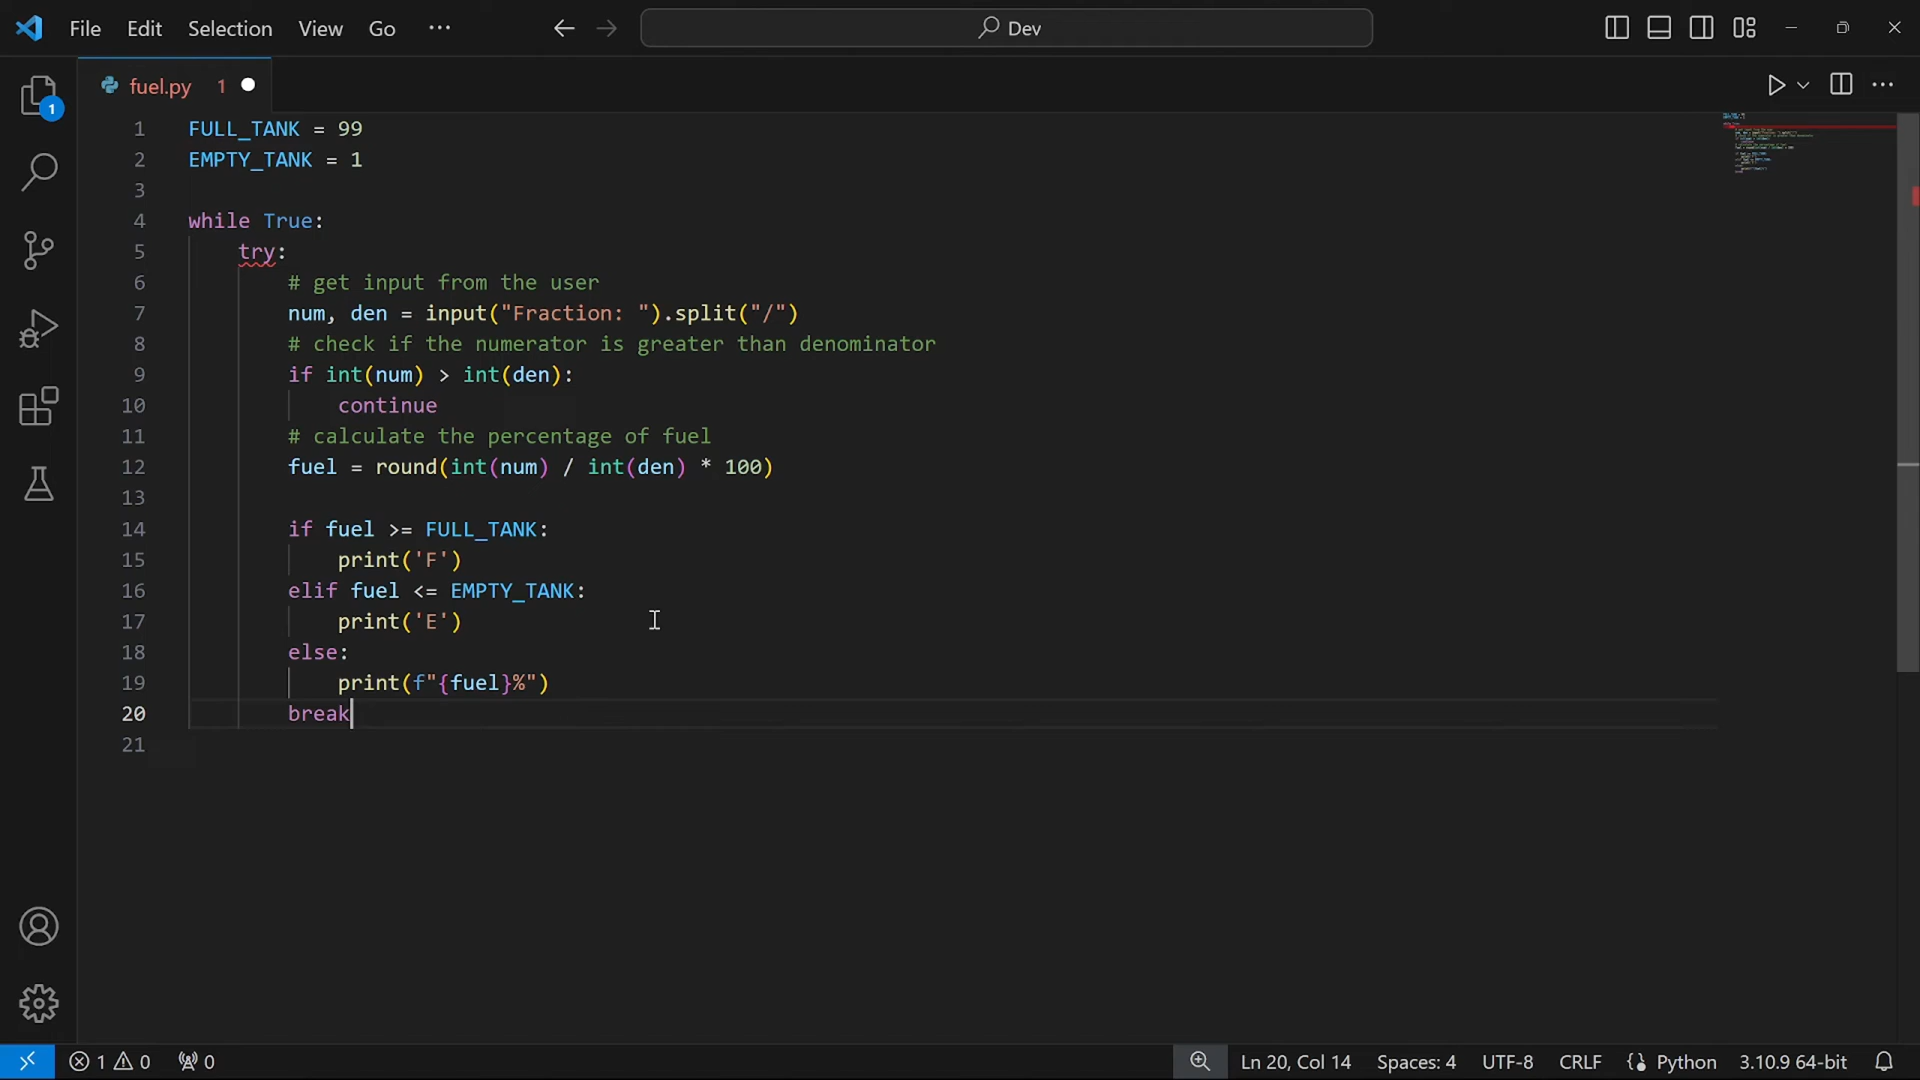 File Edit Selection View Go ··· Dev
fuel.py 1
1 FULL_TANK = 99
2 EMPTY_TANK = 1
3
4 while True:
5 try:
6 # get input from the user
7 num, den = input("Fraction: ").split("/")
8 # check if the numerator is greater than denominator
9 if int(num) > int(den):
10 continue
11 # calculate the percentage of fuel
12 fuel = round(int(num) / int(den) * 100)
13
14 if fuel >= FULL_TANK:
15 print('F')
16 elif fuel <= EMPTY_TANK:
17 print('E')
18 else:
19 print(f"{fuel}%")
20 break
21
1
1 0 0 Ln 20, Col 14 Spaces: 4 UTF-8 CRLF Python 3.10.9 64-bit